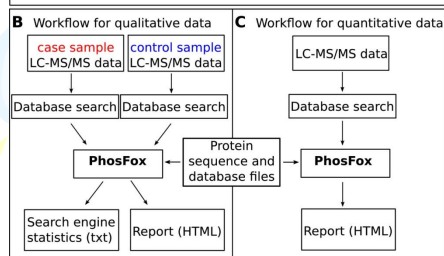 B Workflow for qualitative data
case sample
LC-MS/MS data
control sample
LC-MS/MS data
Database search
Database search
PhosFox
Search engine
statistics (txt)
Report (HTML)
Protein
sequence and
database files
C Workflow for quantitative data
LC-MS/MS data
Database search
PhosFox
Report (HTML)